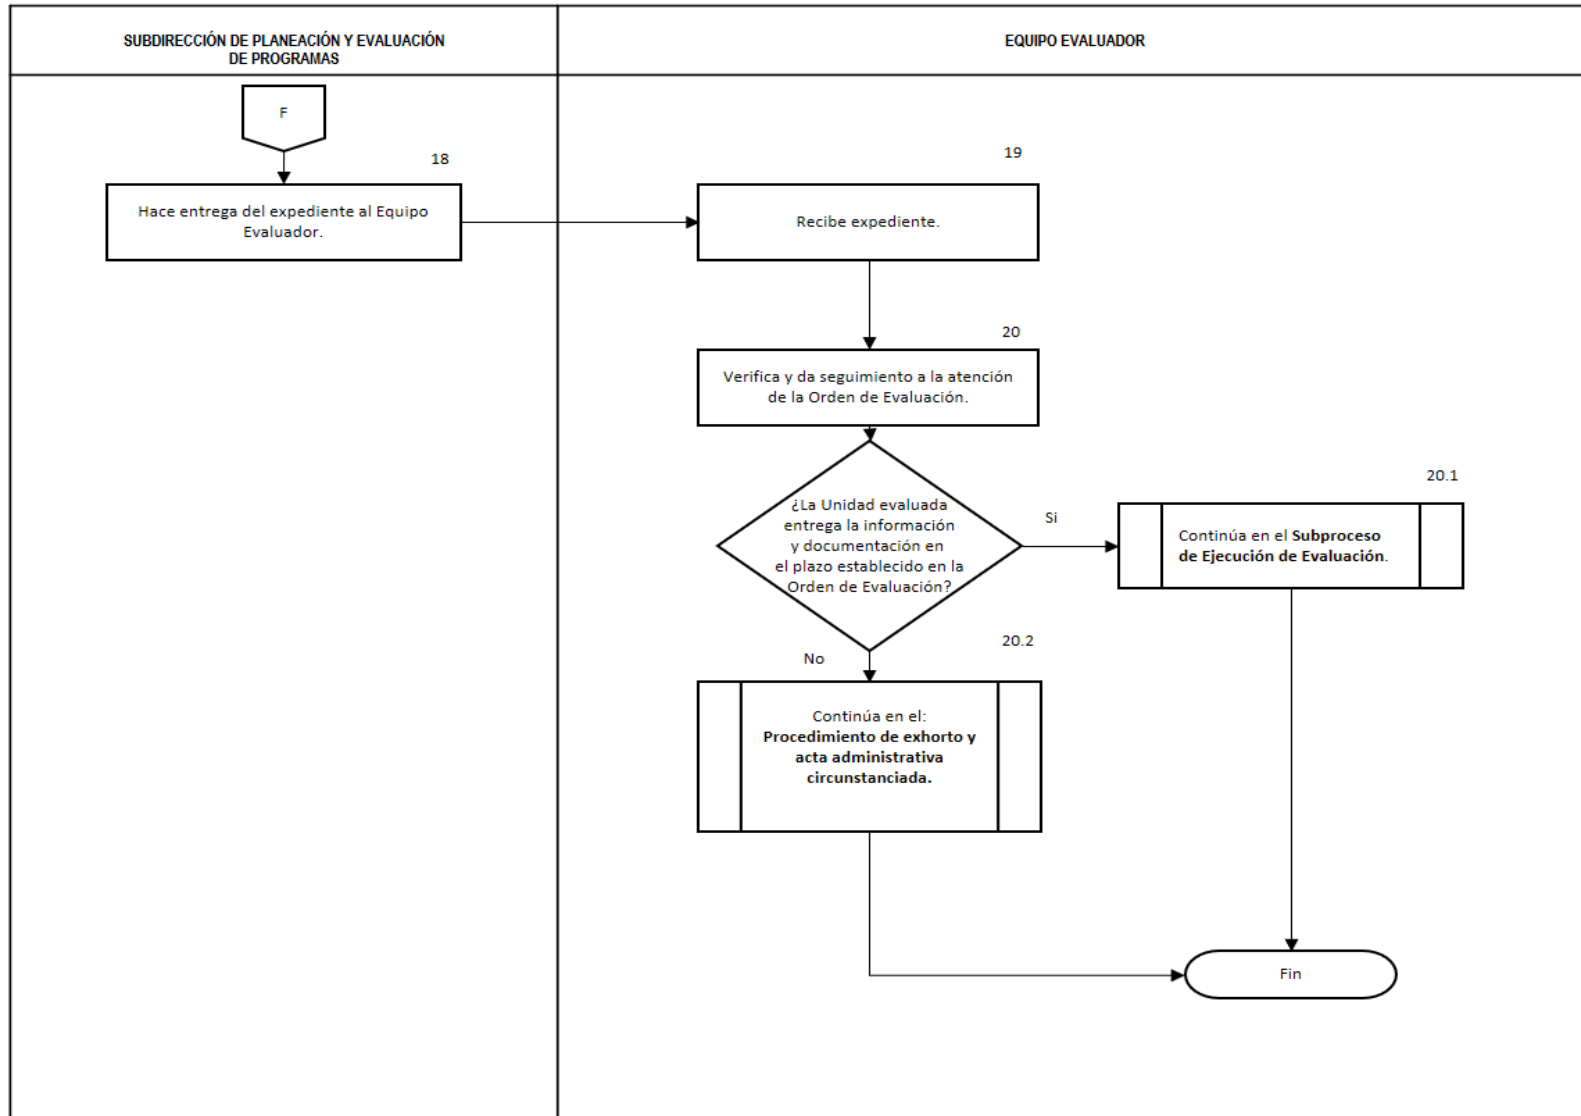 SUBDIRECCIÓN DE PLANEACIÓN Y EVALUACIÓN
DE PROGRAMAS
EQUIPO EVALUADOR
F
18
Hace entrega del expediente al Equipo
Evaluador.
19
Recibe expediente.
20
Verifica y da seguimiento a la atención
de la Orden de Evaluación.
¿La Unidad evaluada
entrega la información
y documentación en
el plazo establecido en la
Orden de Evaluación?
Si
20.1
Continúa en el Subproceso
de Ejecución de Evaluación.
No
20.2
Continúa en el:
Procedimiento de exhorto y
acta administrativa
circunstanciada.
Fin